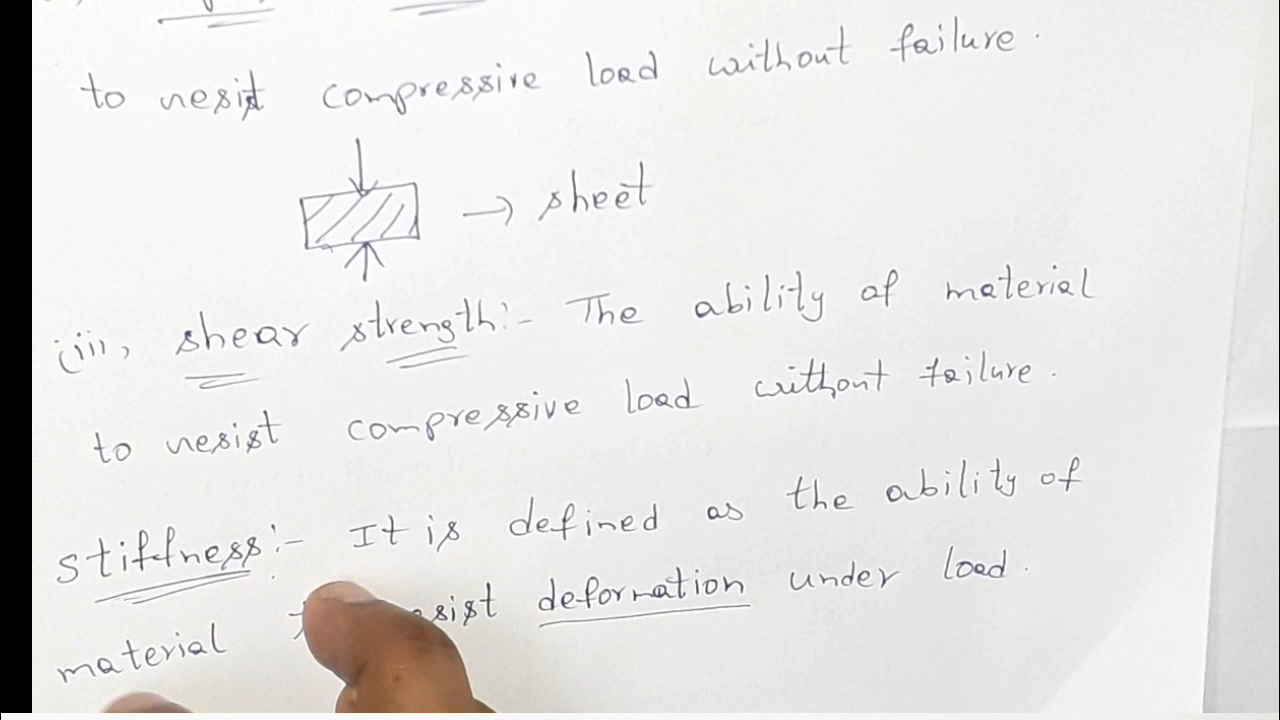 to resist compressive load without failure.
→ sheet
(iii, shear strength:- The ability of material
to resist compressive load without failure.
stiffness:- It is defined as the ability of
material deformation under load.